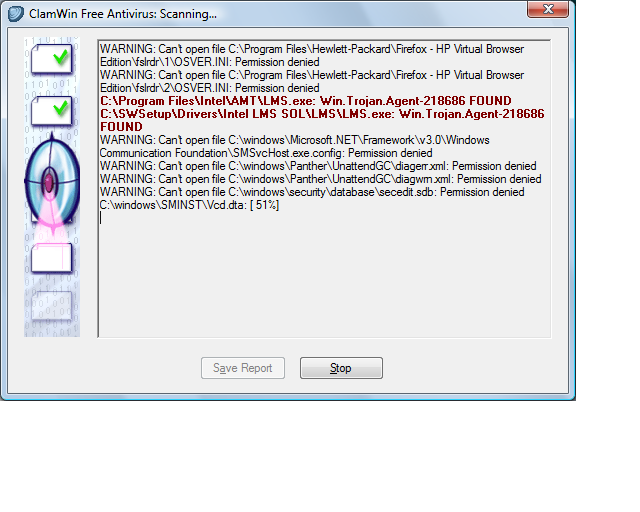 ClamWin Free Antivirus: Scanning...
WARNING: Can't open file C:\Program Files\Hewlett-Packard\Firefox - HP Virtual Browser
Edition\fslrdr\1\OSVER.INI: Permission denied
WARNING: Can't open file C:\Program Files\Hewlett-Packard\Firefox - HP Virtual Browser
Edition\fslrdr\2\OSVER.INI: Permission denied
C:\Program Files\Intel\AMT\LMS.exe: Win.Trojan.Agent-218686 FOUND
C:\SWSetup\Drivers\Intel LMS SOL\LMS\LMS.exe: Win.Trojan.Agent-218686
FOUND
WARNING: Can't open file C:\windows\Microsoft.NET\Framework\v3.0\Windows
Communication Foundation\SMSvcHost.exe.config: Permission denied
WARNING: Can't open file C:\windows\Panther\UnattendGC\diagerr.xml: Permission denied
WARNING: Can't open file C:\windows\Panther\UnattendGC\diagwrn.xml: Permission denied
WARNING: Can't open file C:\windows\security\database\secedit.sdb: Permission denied
C:\windows\SMINST\Vcd.dta: [ 51%]
Save Report
Stop